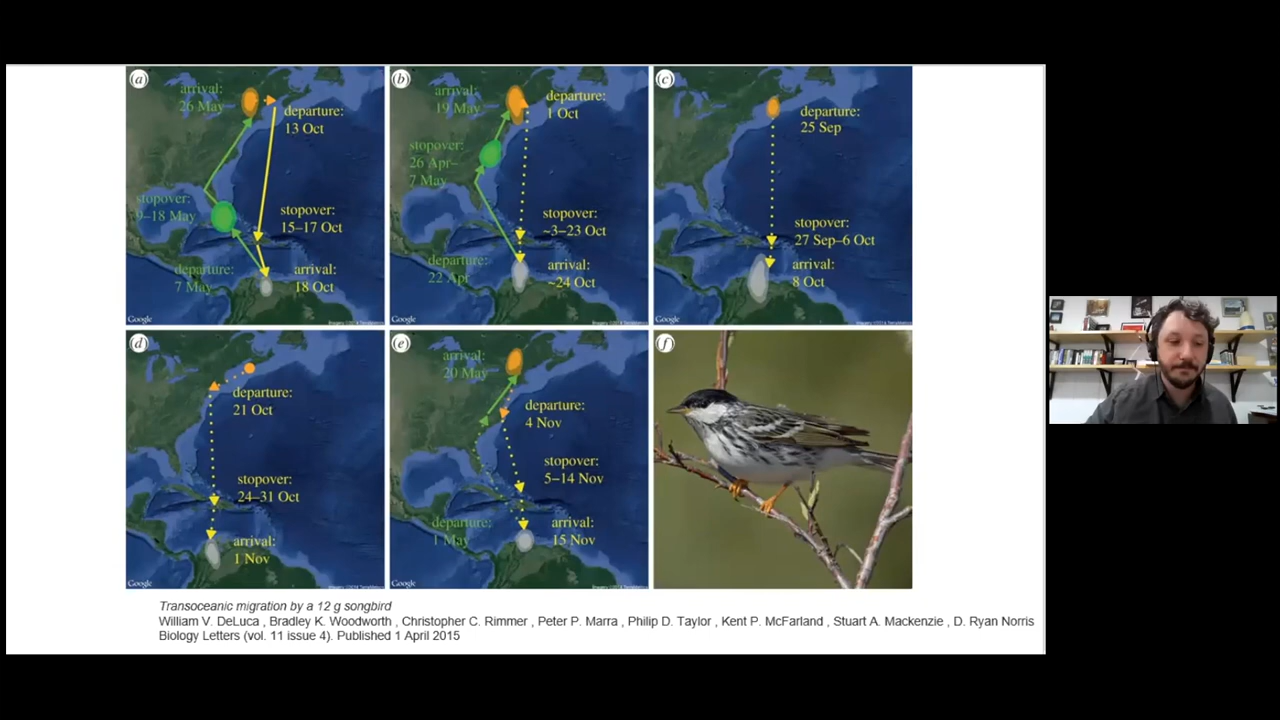 (a)
arrival:
26 May
departure:
13 Oct
stopover:
9–18 May
stopover:
15–17 Oct
departure:
7 May
arrival:
18 Oct
Google
(b)
arrival:
19 May
departure:
1 Oct
stopover:
26 Apr–
7 May
stopover:
~3–23 Oct
departure:
22 Apr
arrival:
~24 Oct
Google
(c)
departure:
25 Sep
stopover:
27 Sep–6 Oct
arrival:
8 Oct
Google
(d)
departure:
21 Oct
stopover:
24–31 Oct
arrival:
1 Nov
Google
(e)
arrival:
20 May
departure:
4 Nov
stopover:
5–14 Nov
departure:
1 May
arrival:
15 Nov
Google
(f)
Transoceanic migration by a 12 g songbird
William V. DeLuca , Bradley K. Woodworth , Christopher C. Rimmer , Peter P. Marra , Philip D. Taylor , Kent P. McFarland , Stuart A. Mackenzie , D. Ryan Norris
Biology Letters (vol. 11 issue 4). Published 1 April 2015